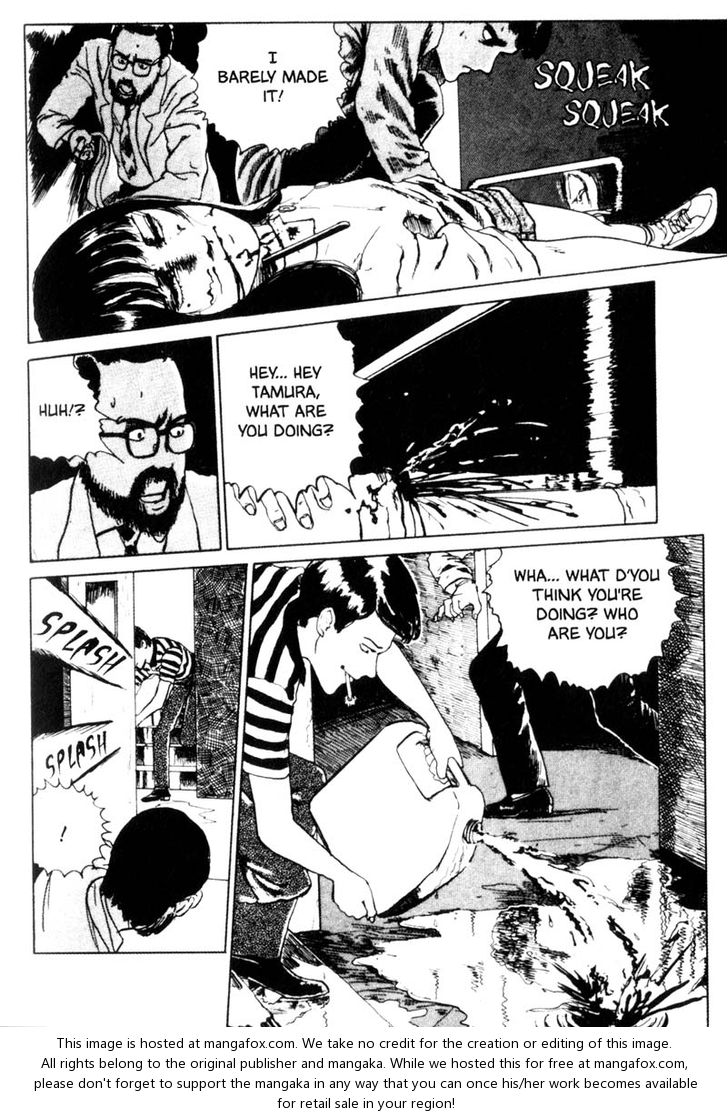 I
BARELY MADE
IT!
SQUEAK
SQUEAK
HUH!?
HEY... HEY
TAMURA,
WHAT ARE
YOU DOING?
SPLASH
SPLASH
!
WHA... WHAT D'YOU
THINK YOU'RE
DOING? WHO
ARE YOU?
This image is hosted at mangafox.com. We take no credit for the creation or editing of this image.
All rights belong to the original publisher and mangaka. While we hosted this for free at mangafox.com,
please don't forget to support the mangaka in any way that you can once his/her work becomes available
for retail sale in your region!